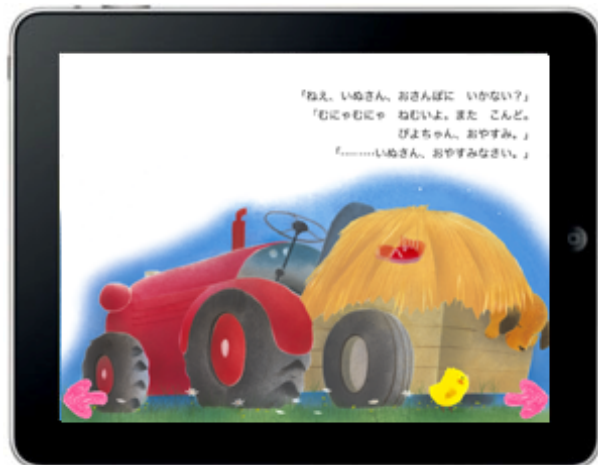 「ねえ、いぬさん、おさんぽに　いかない？」
「むにゃむにゃ　ねむいよ。また　こんど。
ぴよちゃん、おやすみ。」
「………いぬさん、おやすみなさい。」